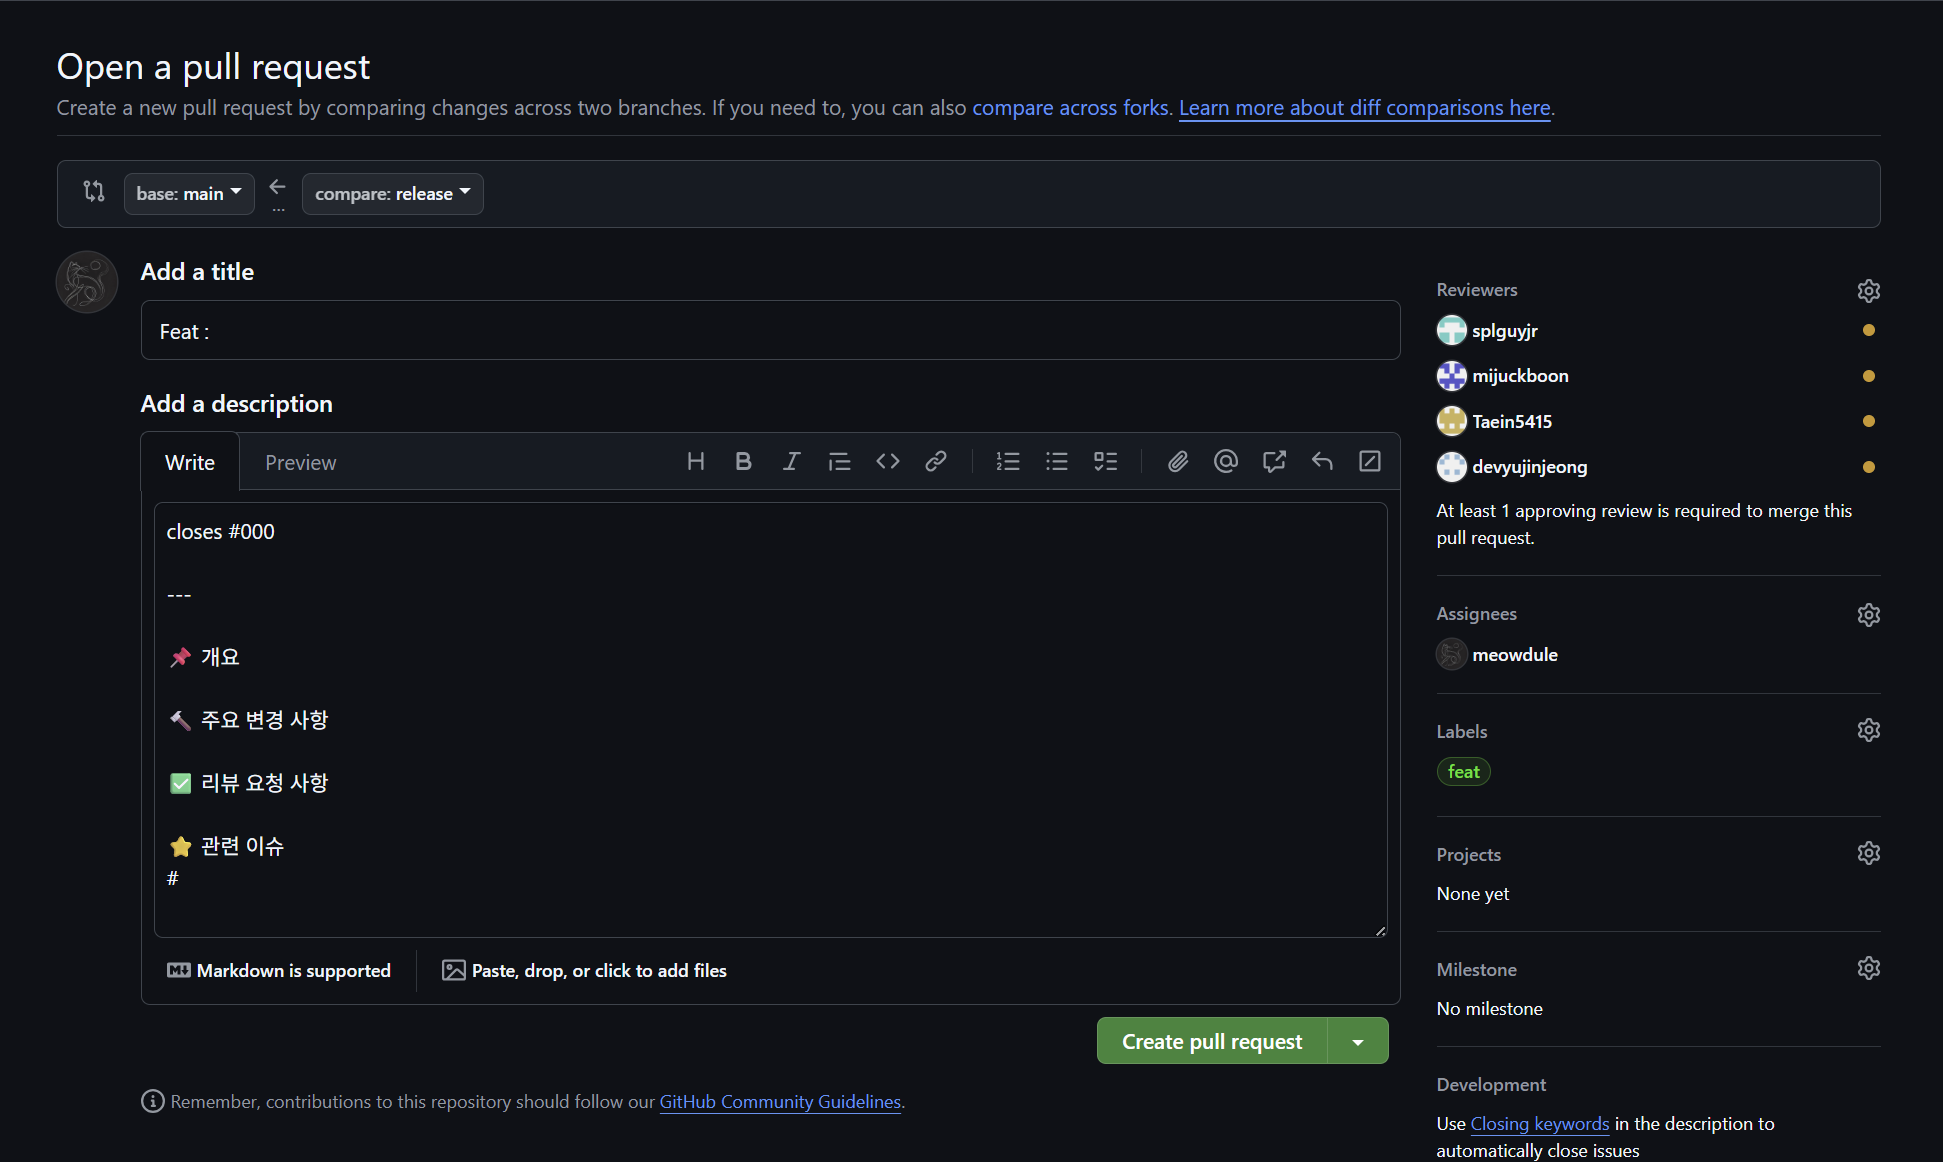 Open a pull request
Create a new pull request by comparing changes across two branches. If you need to, you can also compare across forks. Learn more about diff comparisons here.
base: main
...
compare: release
Add a title
Feat :
Add a description
Write
Preview
closes #000
---
📌 개요
🔨 주요 변경 사항
✅ 리뷰 요청 사항
⭐ 관련 이슈
#
Markdown is supported
Paste, drop, or click to add files
Create pull request
Remember, contributions to this repository should follow our GitHub Community Guidelines.
Reviewers
splguyjr
mijuckboon
Taein5415
devyujinjeong
At least 1 approving review is required to merge this
pull request.
Assignees
meowdule
Labels
feat
Projects
None yet
Milestone
No milestone
Development
Use Closing keywords in the description to
automatically close issues